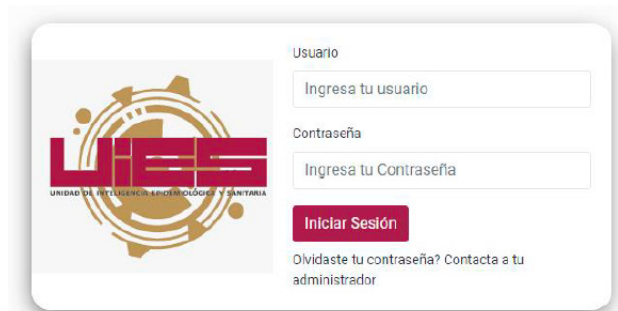 Usuario
Ingresa tu usuario
Contraseña
Ingresa tu Contraseña
UiES
UNIDAD DE INTELIGENCIA EPIDEMIOLÓGICA Y SANITARIA
Iniciar Sesión
Olvidaste tu contraseña? Contacta a tu
administrador